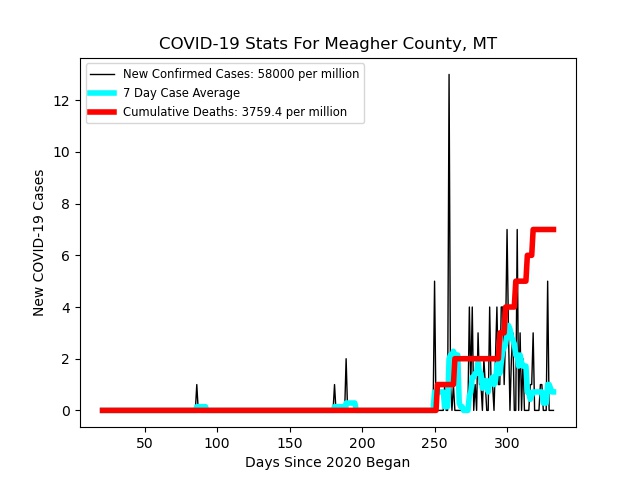 COVID-19 Stats For Meagher County, MT
New Confirmed Cases: 58000 per million
7 Day Case Average
Cumulative Deaths: 3759.4 per million
New COVID-19 Cases
12
10
8
6
4
2
0
50 100 150 200 250 300
Days Since 2020 Began